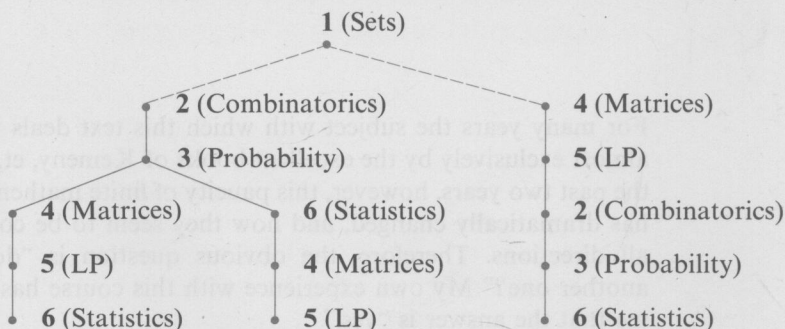 1 (Sets)
2 (Combinatorics) 4 (Matrices)
3 (Probability) 5 (LP)
4 (Matrices) 6 (Statistics) 2 (Combinatorics)
5 (LP) 4 (Matrices) 3 (Probability)
6 (Statistics) 5 (LP) 6 (Statistics)